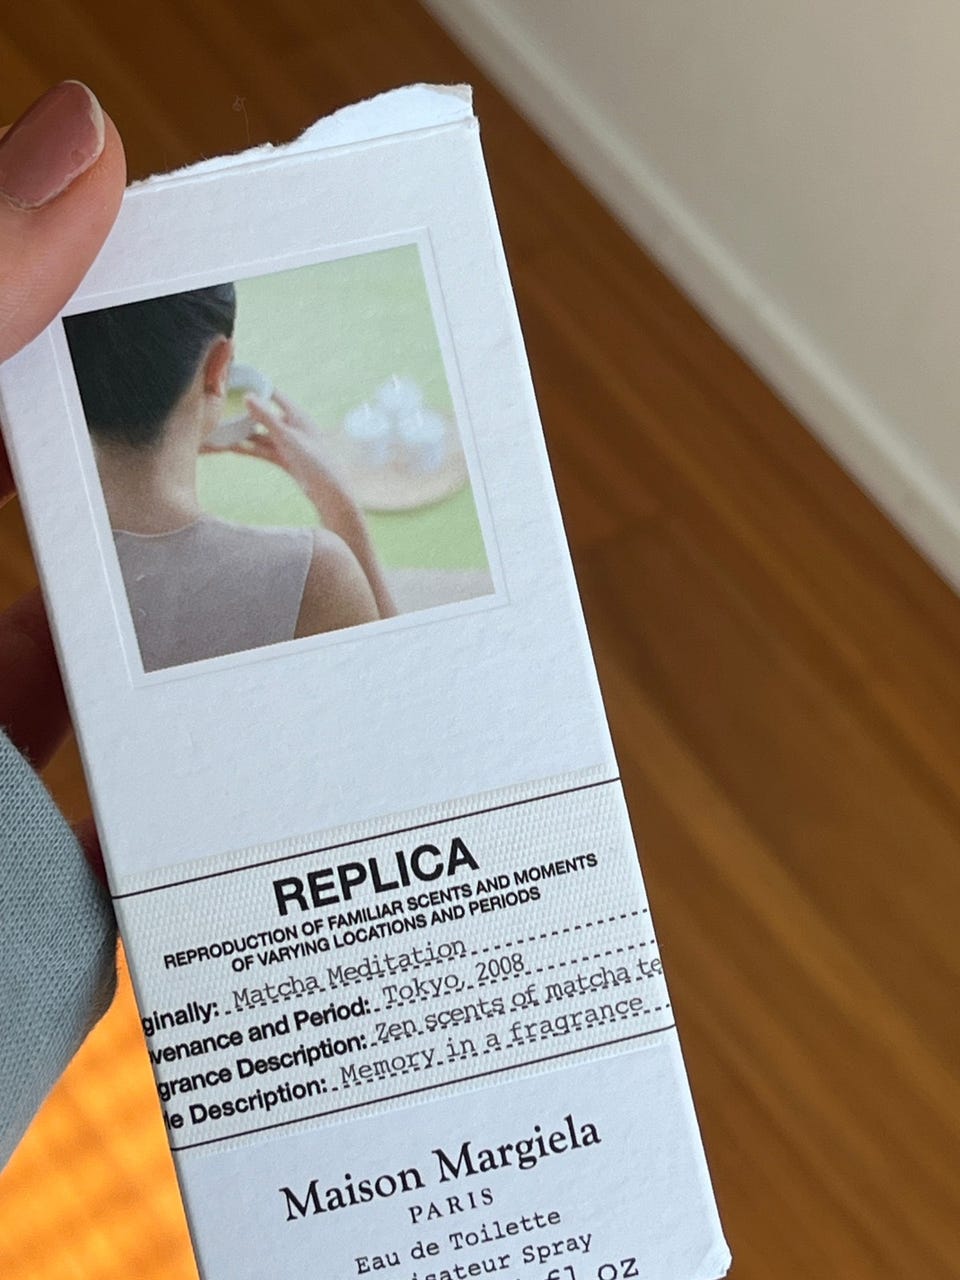 REPLICA
REPRODUCTION OF FAMILIAR SCENTS AND MOMENTS
OF VARYING LOCATIONS AND PERIODS
ginally: Matcha Meditation
venance and Period: Tokyo, 2008
grance Description: Zen scents of matcha te
le Description: Memory in a fragrance
Maison Margiela
PARIS
Eau de Toilette
isateur Spray
fl oz